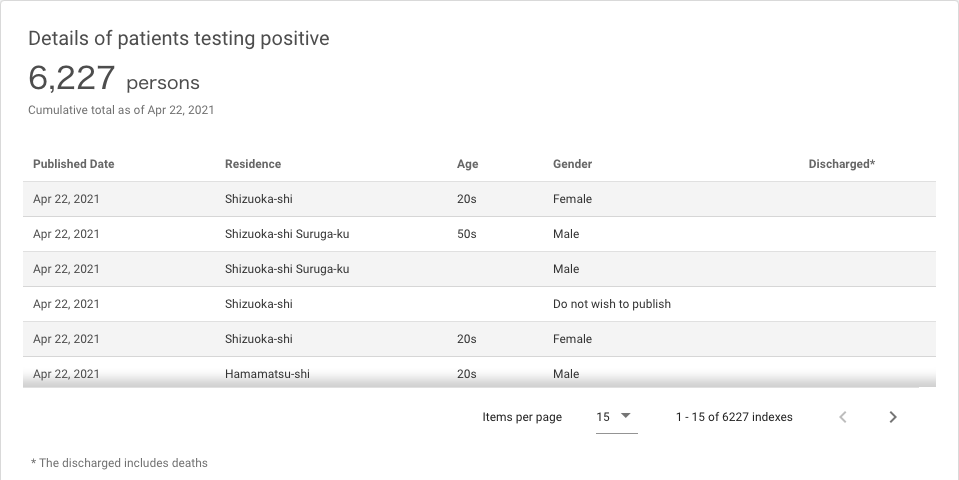 Details of patients testing positive
6,227 persons
Cumulative total as of Apr 22, 2021
Published Date Residence Age Gender Discharged*
Apr 22, 2021 Shizuoka-shi 20s Female
Apr 22, 2021 Shizuoka-shi Suruga-ku 50s Male
Apr 22, 2021 Shizuoka-shi Suruga-ku Male
Apr 22, 2021 Shizuoka-shi Do not wish to publish
Apr 22, 2021 Shizuoka-shi 20s Female
Apr 22, 2021 Hamamatsu-shi 20s Male
Items per page 15 1 - 15 of 6227 indexes
* The discharged includes deaths